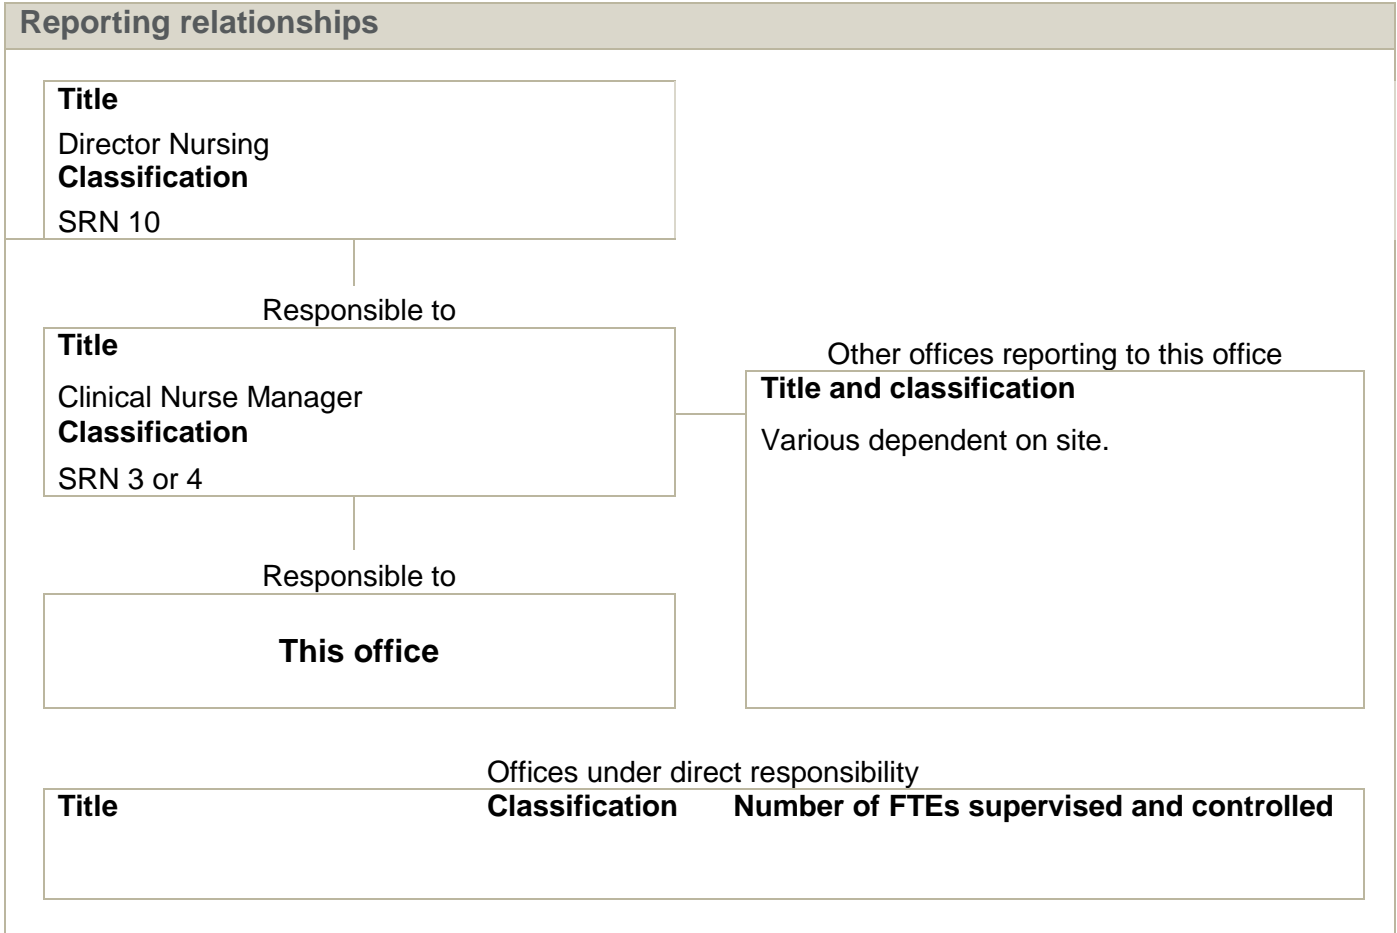 Reporting relationships
Title
Director Nursing
Classification
SRN 10
Responsible to
Title
Clinical Nurse Manager
Classification
SRN 3 or 4
Other offices reporting to this office
Title and classification
Various dependent on site.
Responsible to
This office
Offices under direct responsibility
Title Classification Number of FTEs supervised and controlled